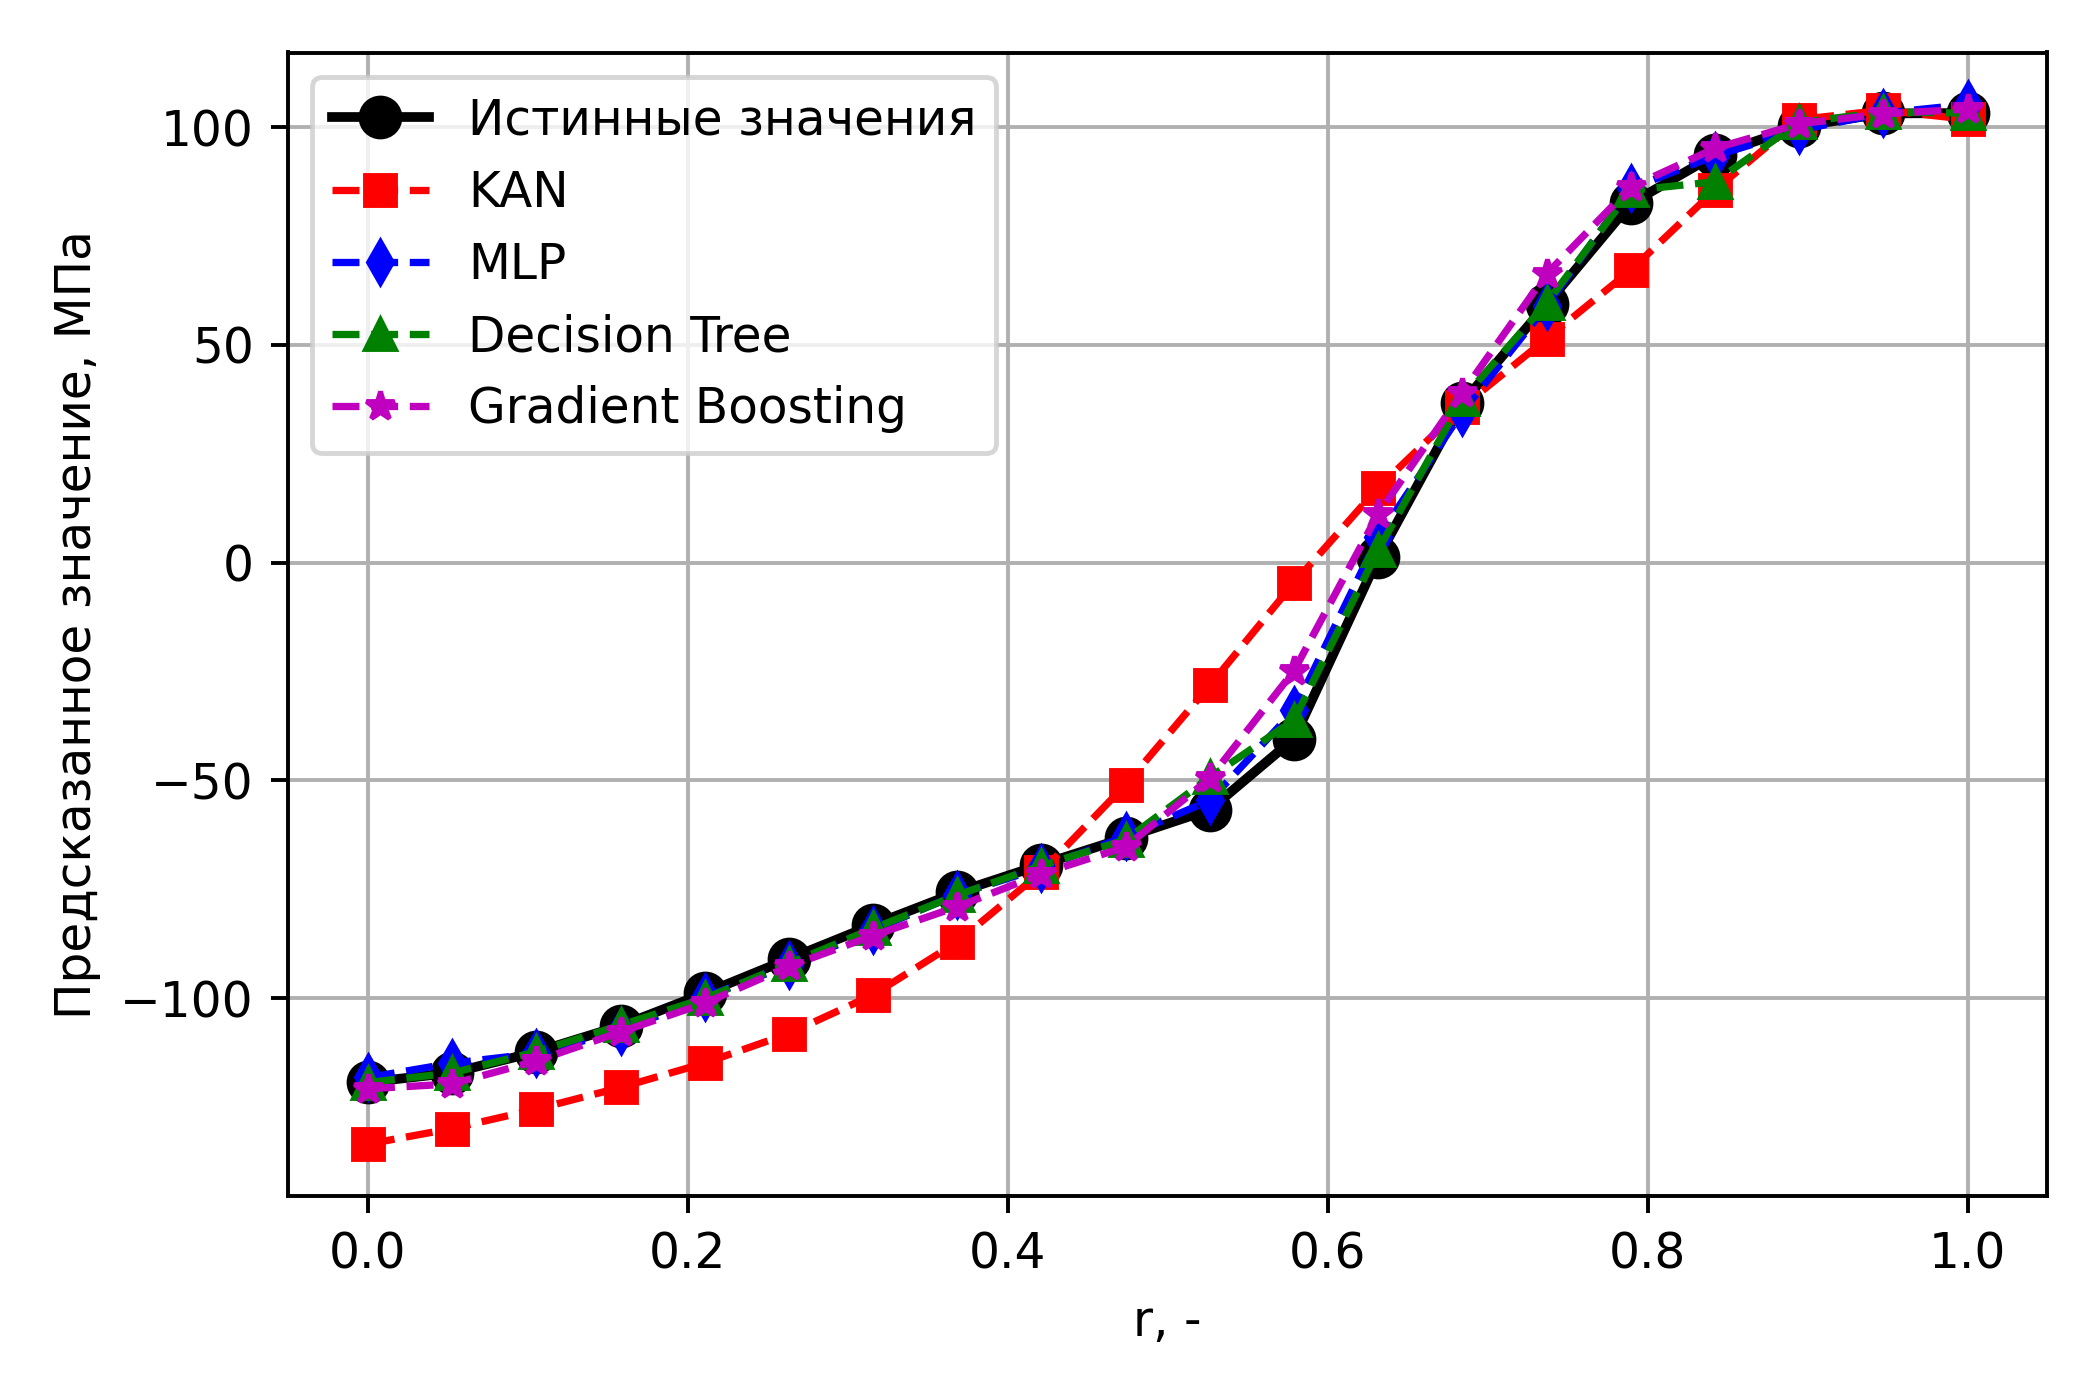 Истинные значения
KAN
MLP
Decision Tree
Gradient Boosting
Предсказанное значение, МПа
100
50
0
−50
−100
0.0 0.2 0.4 0.6 0.8 1.0
r, -